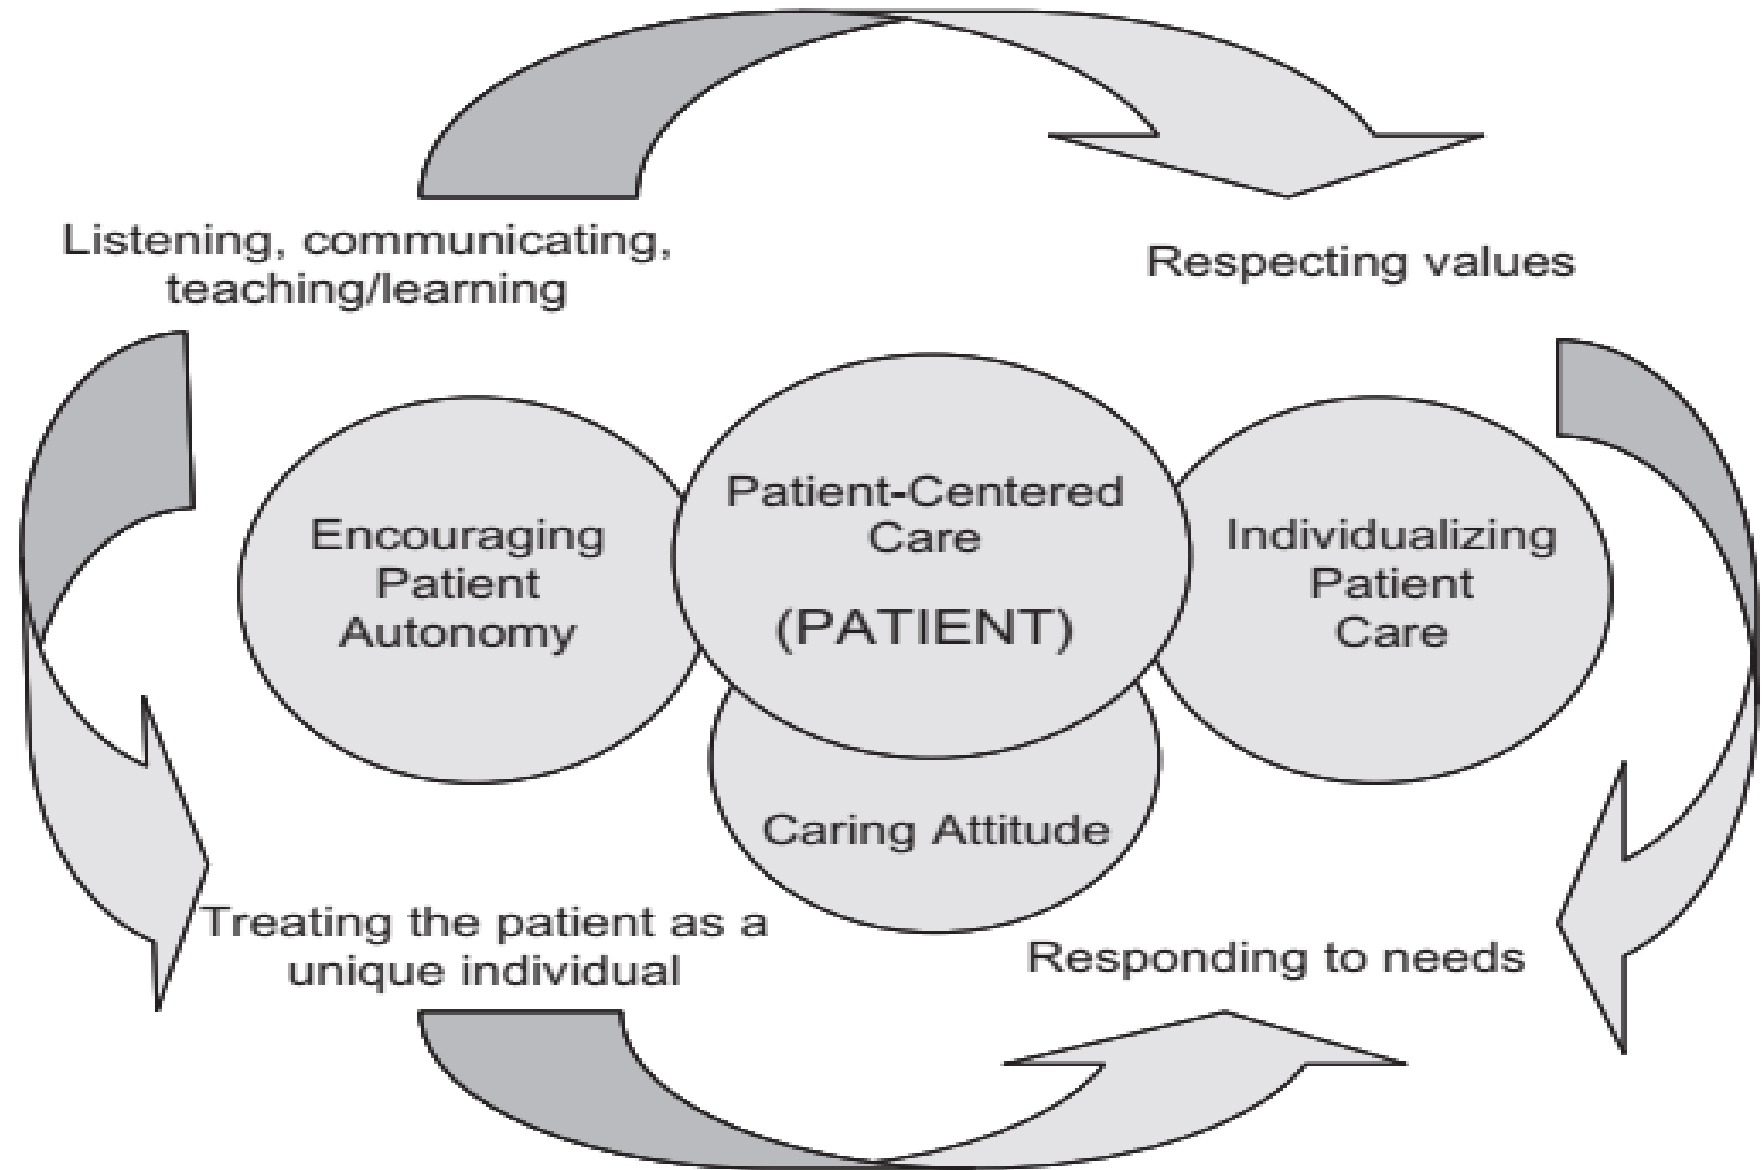 Listening, communicating,
teaching/learning
Respecting values
Encouraging
Patient
Autonomy
Patient-Centered
Care
(PATIENT)
Individualizing
Patient
Care
Caring Attitude
Treating the patient as a
unique individual
Responding to needs